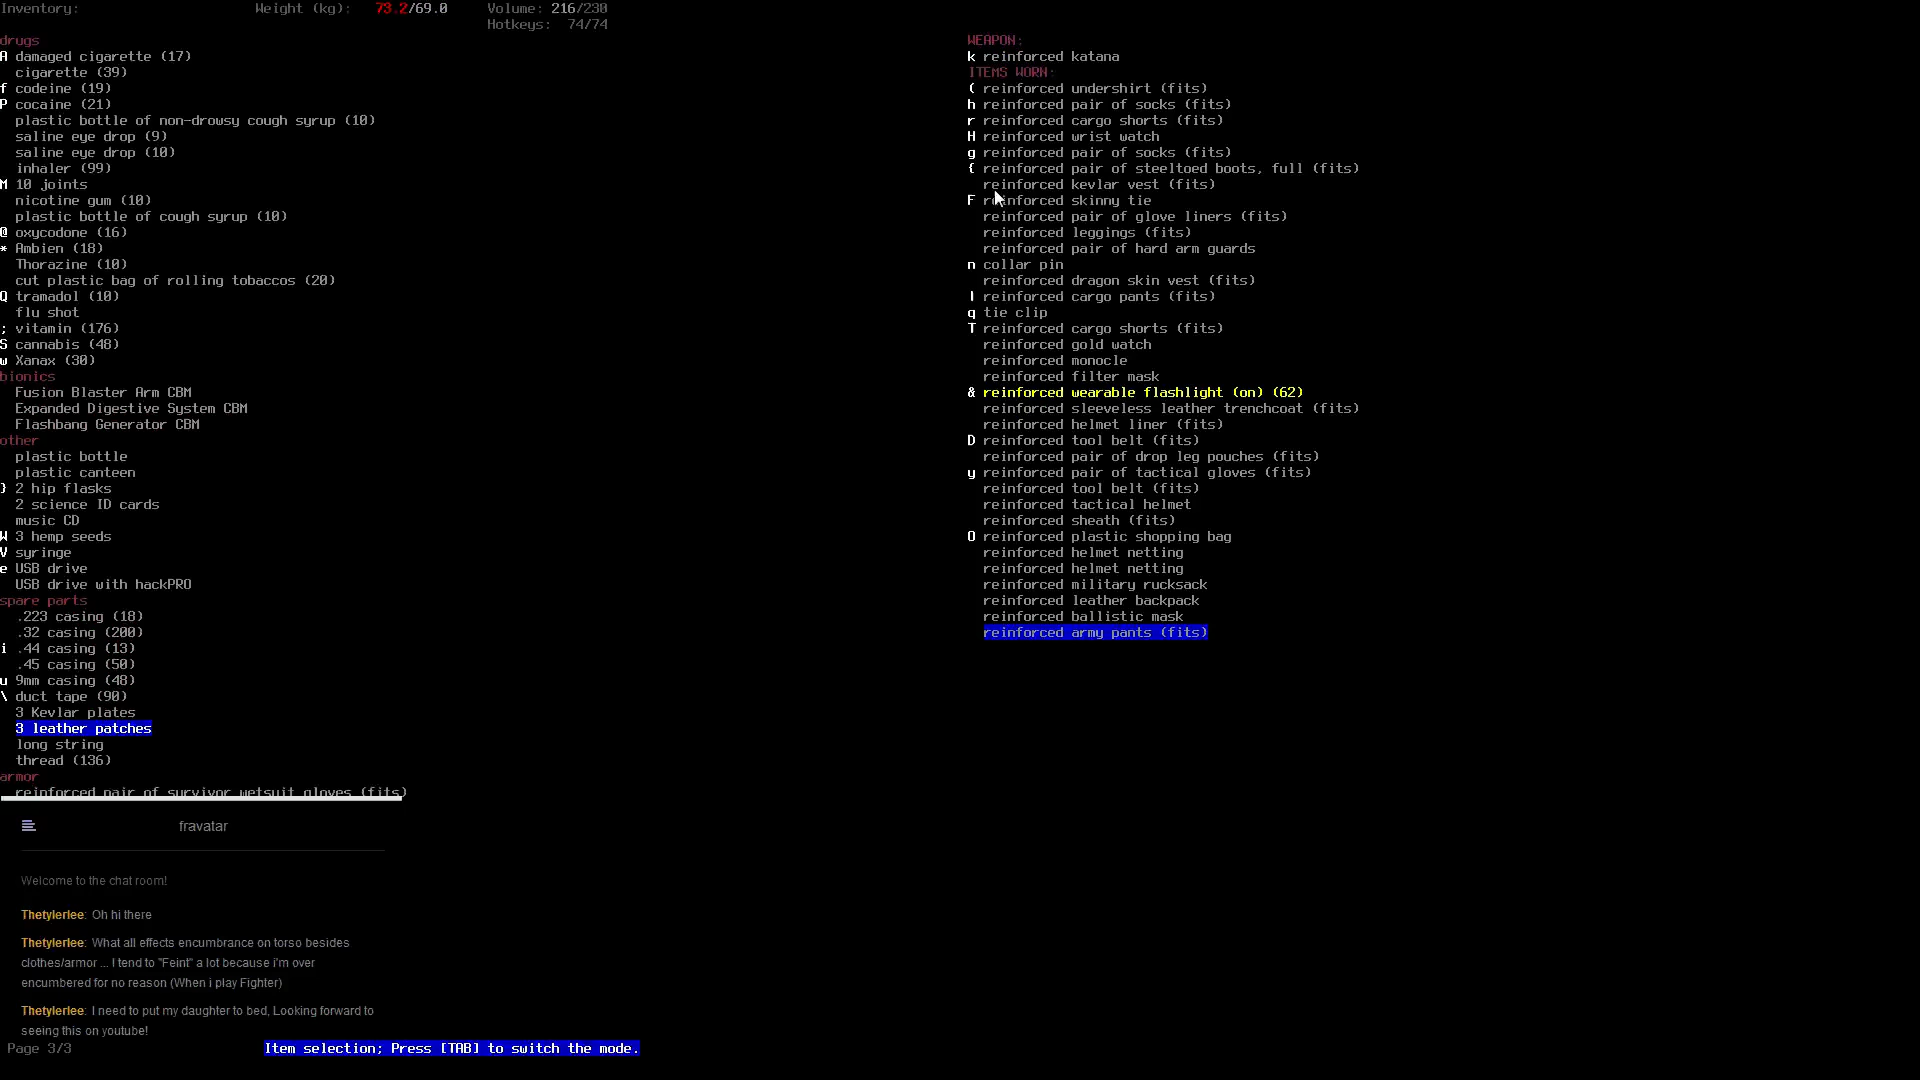 Inventory: Weight (kg): 73.2/69.0 Volume: 216/230
Hotkeys: 74/74
drugs
A damaged cigarette (17)
cigarette (39)
f codeine (19)
P cocaine (21)
plastic bottle of non-drowsy cough syrup (10)
saline eye drop (9)
saline eye drop (10)
inhaler (99)
M 10 joints
nicotine gum (10)
plastic bottle of cough syrup (10)
@ oxycodone (16)
* Ambien (18)
Thorazine (10)
cut plastic bag of rolling tobaccos (20)
Q tramadol (10)
flu shot
; vitamin (176)
S cannabis (48)
w Xanax (30)
bionics
Fusion Blaster Arm CBM
Expanded Digestive System CBM
Flashbang Generator CBM
other
plastic bottle
plastic canteen
} 2 hip flasks
2 science ID cards
music CD
W 3 hemp seeds
V syringe
e USB drive
USB drive with hackPRO
spare parts
.223 casing (18)
.32 casing (200)
i .44 casing (13)
.45 casing (50)
u 9mm casing (48)
\ duct tape (90)
3 Kevlar plates
3 leather patches
long string
thread (136)
armor
reinforced pair of survivor wetsuit gloves (fits)
WEAPON:
k reinforced katana
ITEMS WORN:
( reinforced undershirt (fits)
h reinforced pair of socks (fits)
r reinforced cargo shorts (fits)
H reinforced wrist watch
g reinforced pair of socks (fits)
{ reinforced pair of steeltoed boots, full (fits)
reinforced kevlar vest (fits)
F reinforced skinny tie
reinforced pair of glove liners (fits)
reinforced leggings (fits)
reinforced pair of hard arm guards
n collar pin
reinforced dragon skin vest (fits)
l reinforced cargo pants (fits)
q tie clip
T reinforced cargo shorts (fits)
reinforced gold watch
reinforced monocle
reinforced filter mask
& reinforced wearable flashlight (on) (62)
reinforced sleeveless leather trenchcoat (fits)
reinforced helmet liner (fits)
D reinforced tool belt (fits)
reinforced pair of drop leg pouches (fits)
y reinforced pair of tactical gloves (fits)
reinforced tool belt (fits)
reinforced tactical helmet
reinforced sheath (fits)
O reinforced plastic shopping bag
reinforced helmet netting
reinforced helmet netting
reinforced military rucksack
reinforced leather backpack
reinforced ballistic mask
reinforced army pants (fits)
fravatar
Welcome to the chat room!
Thetylerlee: Oh hi there
Thetylerlee: What all effects encumbrance on torso besides
clothes/armor ... I tend to "Feint" a lot because i'm over
encumbered for no reason (When i play Fighter)
Thetylerlee: I need to put my daughter to bed, Looking forward to
seeing this on youtube!
Page 3/3 Item selection; Press [TAB] to switch the mode.